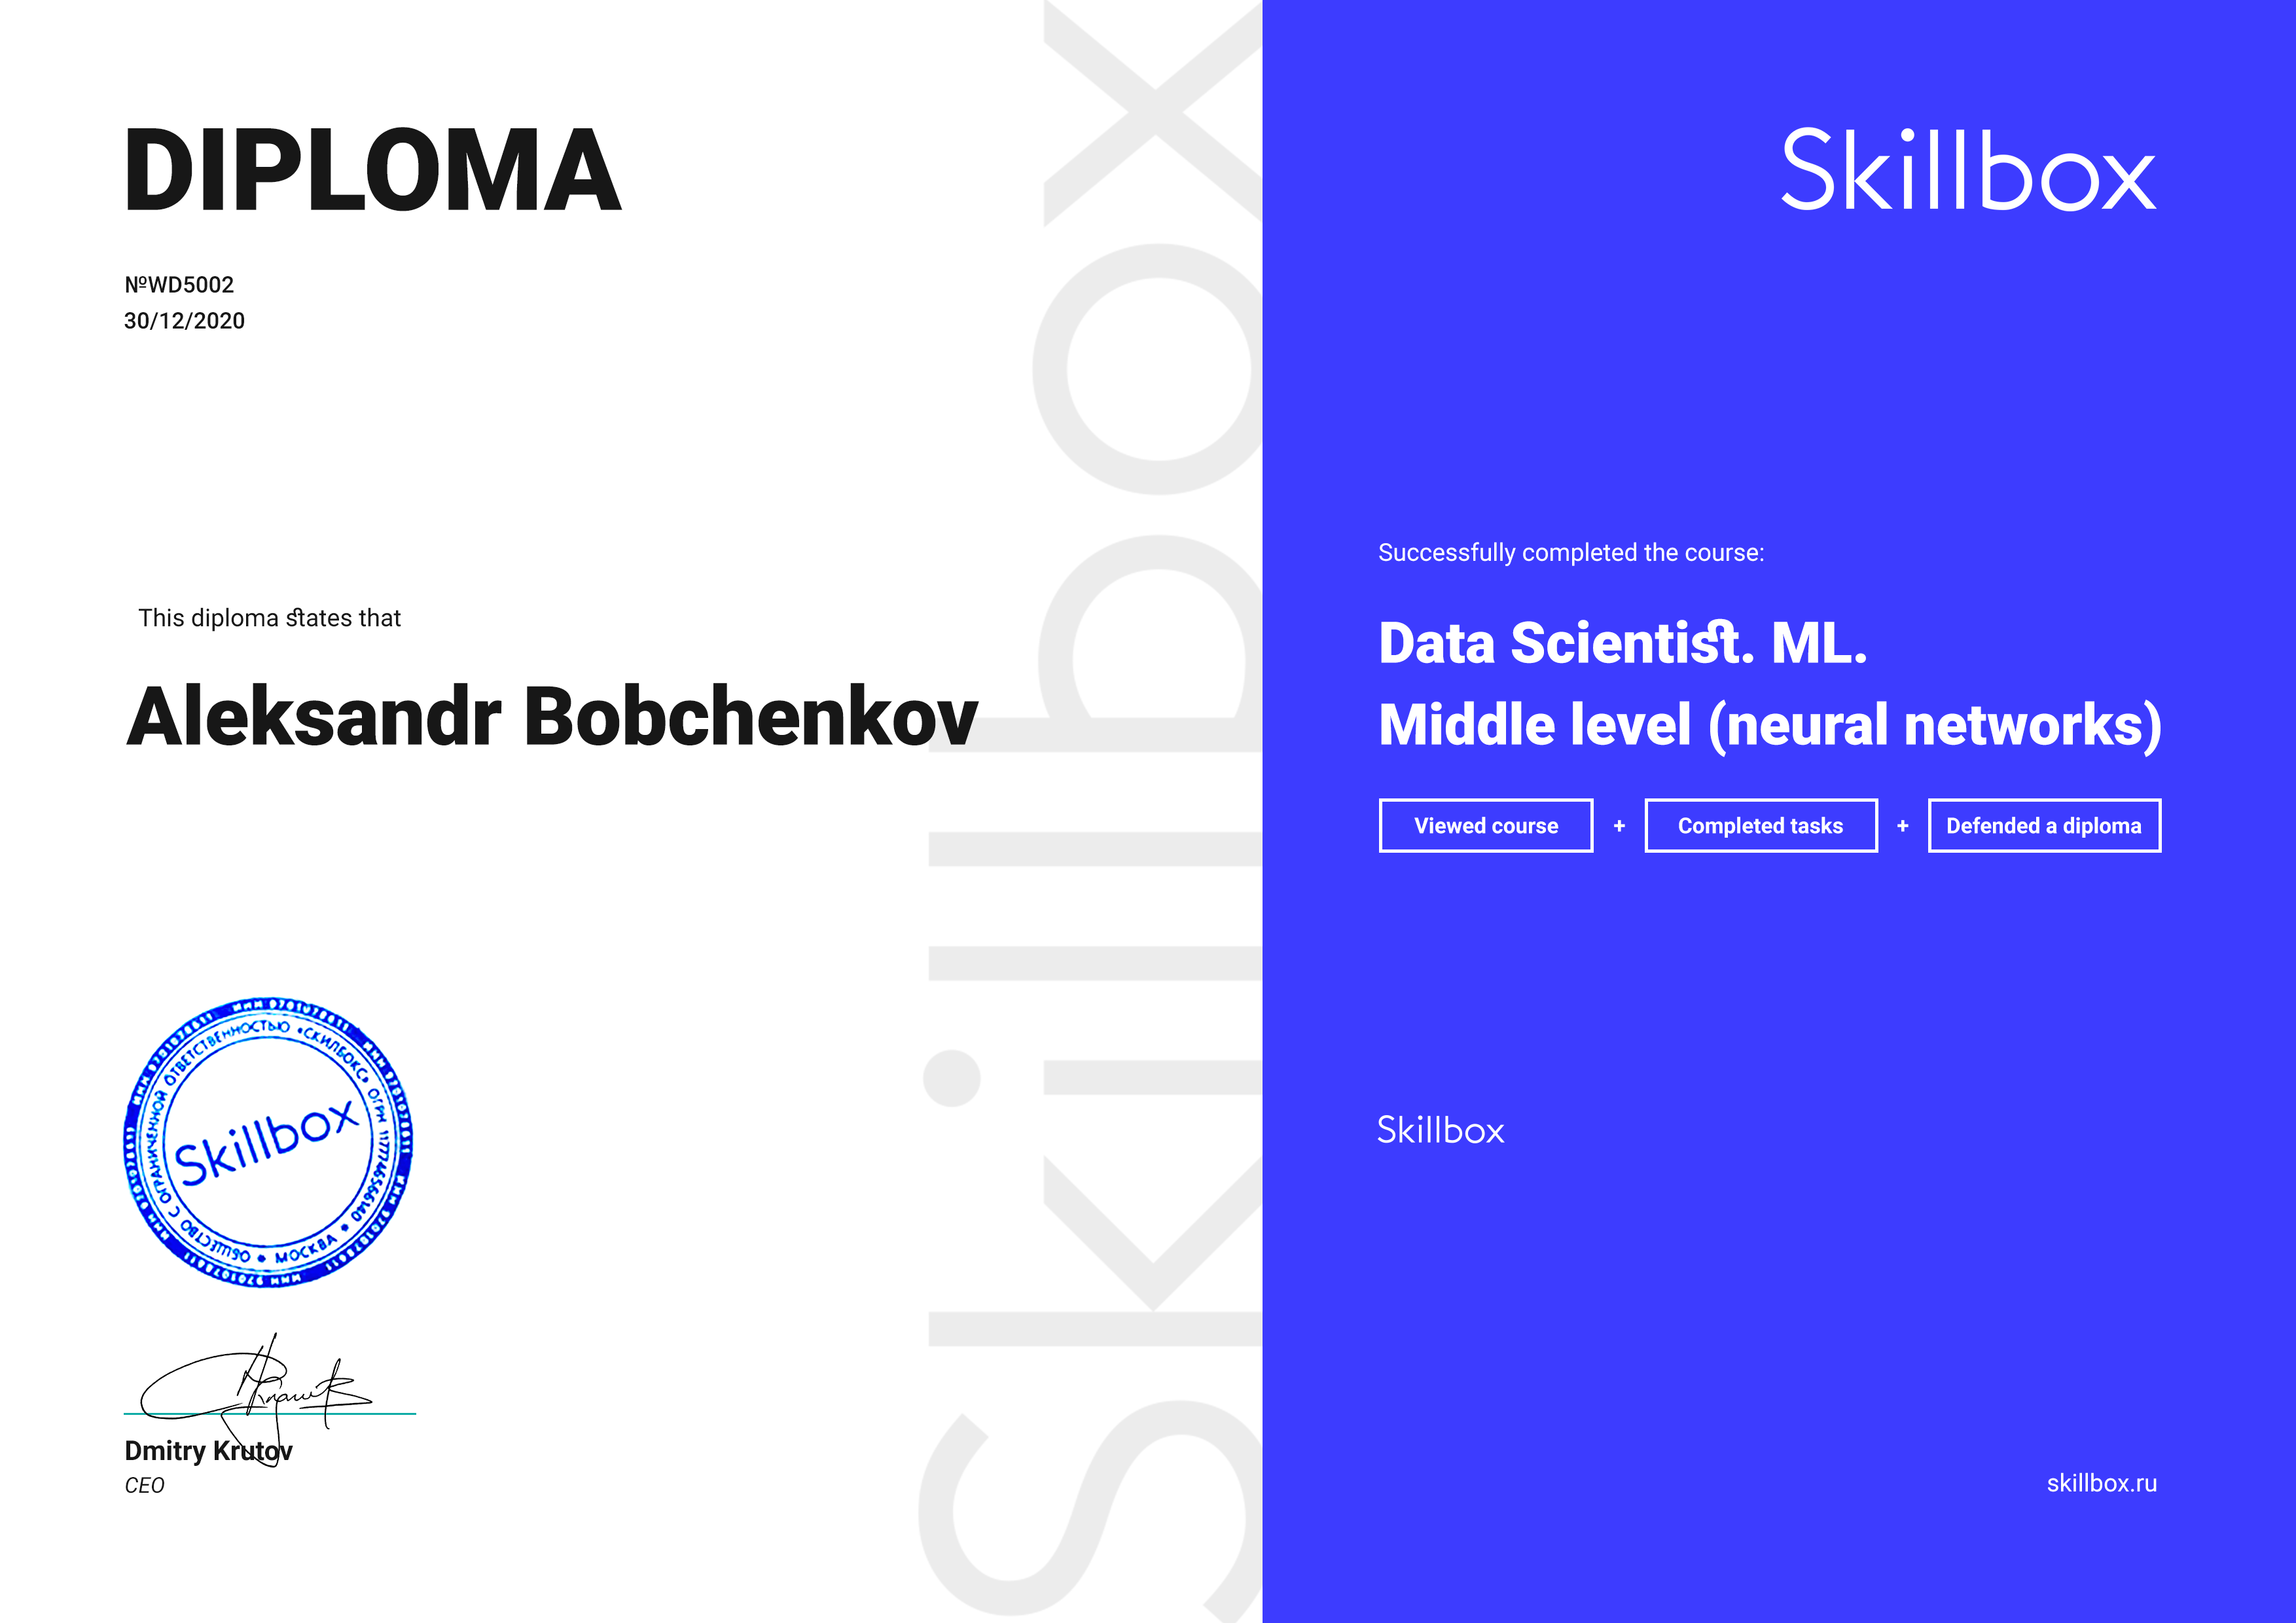 DIPLOMA
№WD5002
30/12/2020
This diploma states that
Aleksandr Bobchenkov
ОБЩЕСТВО С ОГРАНИЧЕННОЙ ОТВЕТСТВЕННОСТЬЮ «СКИЛБОКС» ОГРН 1177746566140 • МОСКВА •
Skillbox
Dmitry Krutov
CEO
Skillbox
Skillbox
Successfully completed the course:
Data Scientist. ML.
Middle level (neural networks)
Viewed course + Completed tasks + Defended a diploma
Skillbox
skillbox.ru